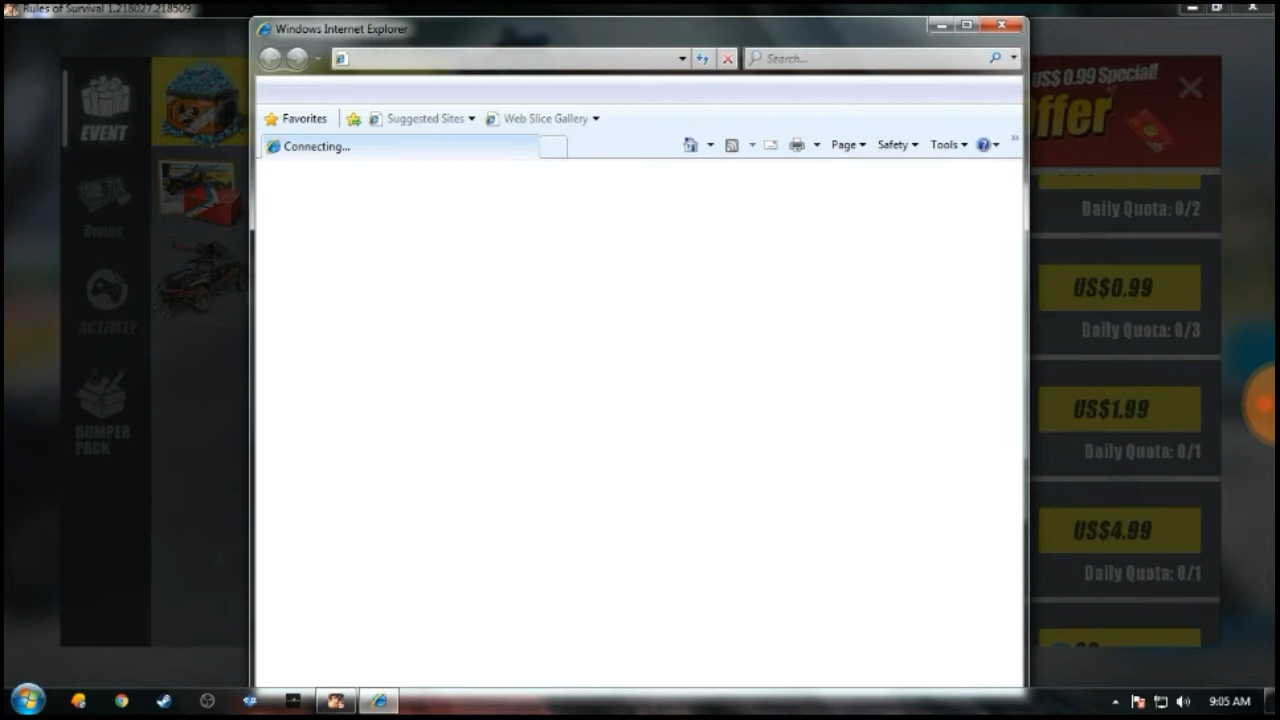 Rules of Survival 1.218027.218509
Windows Internet Explorer
Search...
Favorites
Suggested Sites
Web Slice Gallery
Connecting...
Page
Safety
Tools
EVENT
Bonus
ACTIVITY
BUMPER
PACK
US$ 0.99 Special!
ffer
Daily Quota: 0/2
US$0.99
Daily Quota: 0/3
US$1.99
Daily Quota: 0/1
US$4.99
Daily Quota: 0/1
9:05 AM